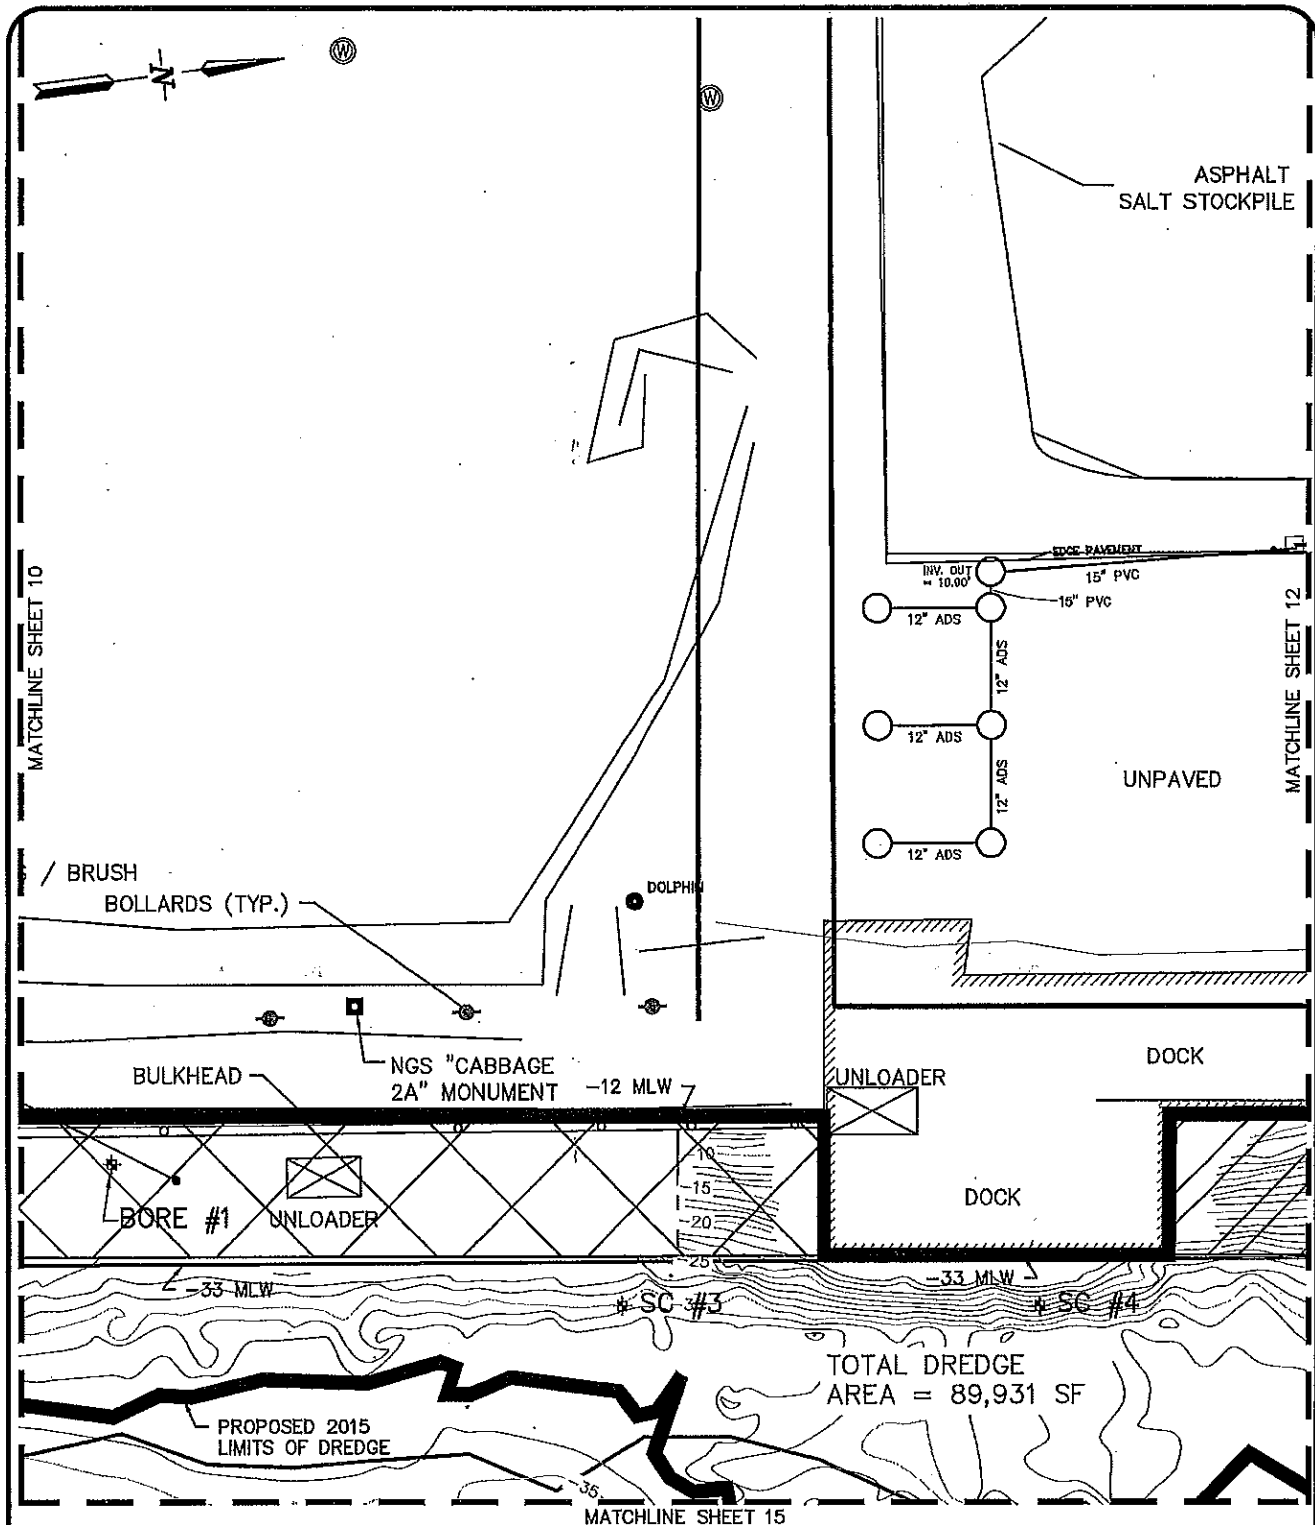 N
W
W
ASPHALT
SALT STOCKPILE
MATCHLINE SHEET 10
EDGE PAVEMENT
INV. OUT
= 10.00'
15" PVC
15" PVC
12" ADS
12" ADS
12" ADS
12" ADS
12" ADS
MATCHLINE SHEET 12
UNPAVED
/ BRUSH
BOLLARDS (TYP.)
DOLPHIN
NGS "CABBAGE
2A" MONUMENT
BULKHEAD
-12 MLW
UNLOADER
DOCK
-10
-15
-20
-25
BORE #1
UNLOADER
DOCK
-33 MLW
-33 MLW
SC #3
SC #4
TOTAL DREDGE
AREA = 89,931 SF
PROPOSED 2015
LIMITS OF DREDGE
-35
MATCHLINE SHEET 15